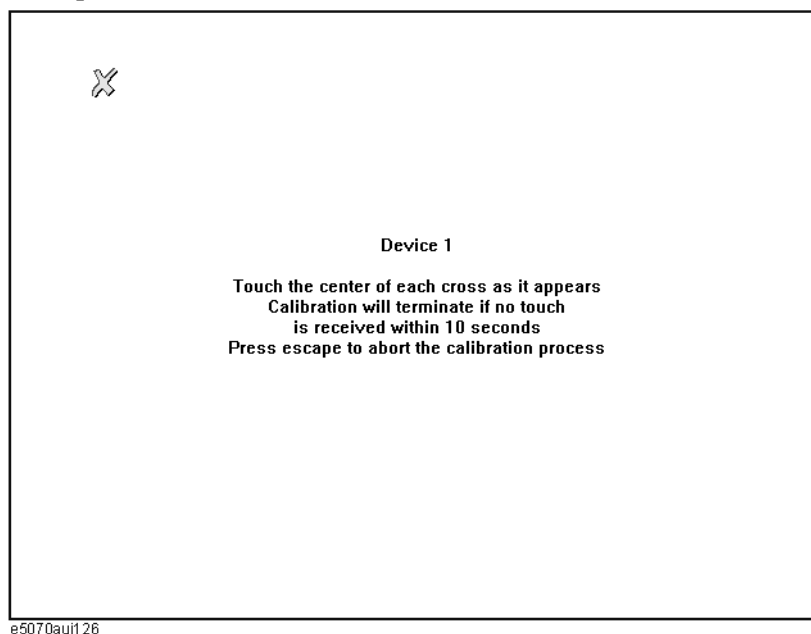 Device 1
Touch the center of each cross as it appears
Calibration will terminate if no touch
is received within 10 seconds
Press escape to abort the calibration process
e5070aui126